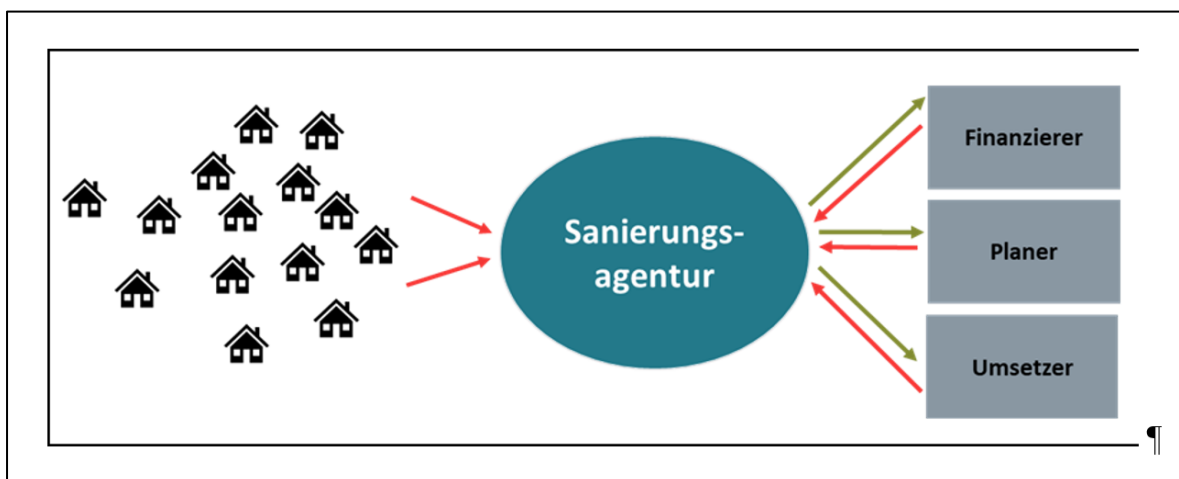 Finanzierer
Sanierungs-
agentur
Planer
Umsetzer
¶